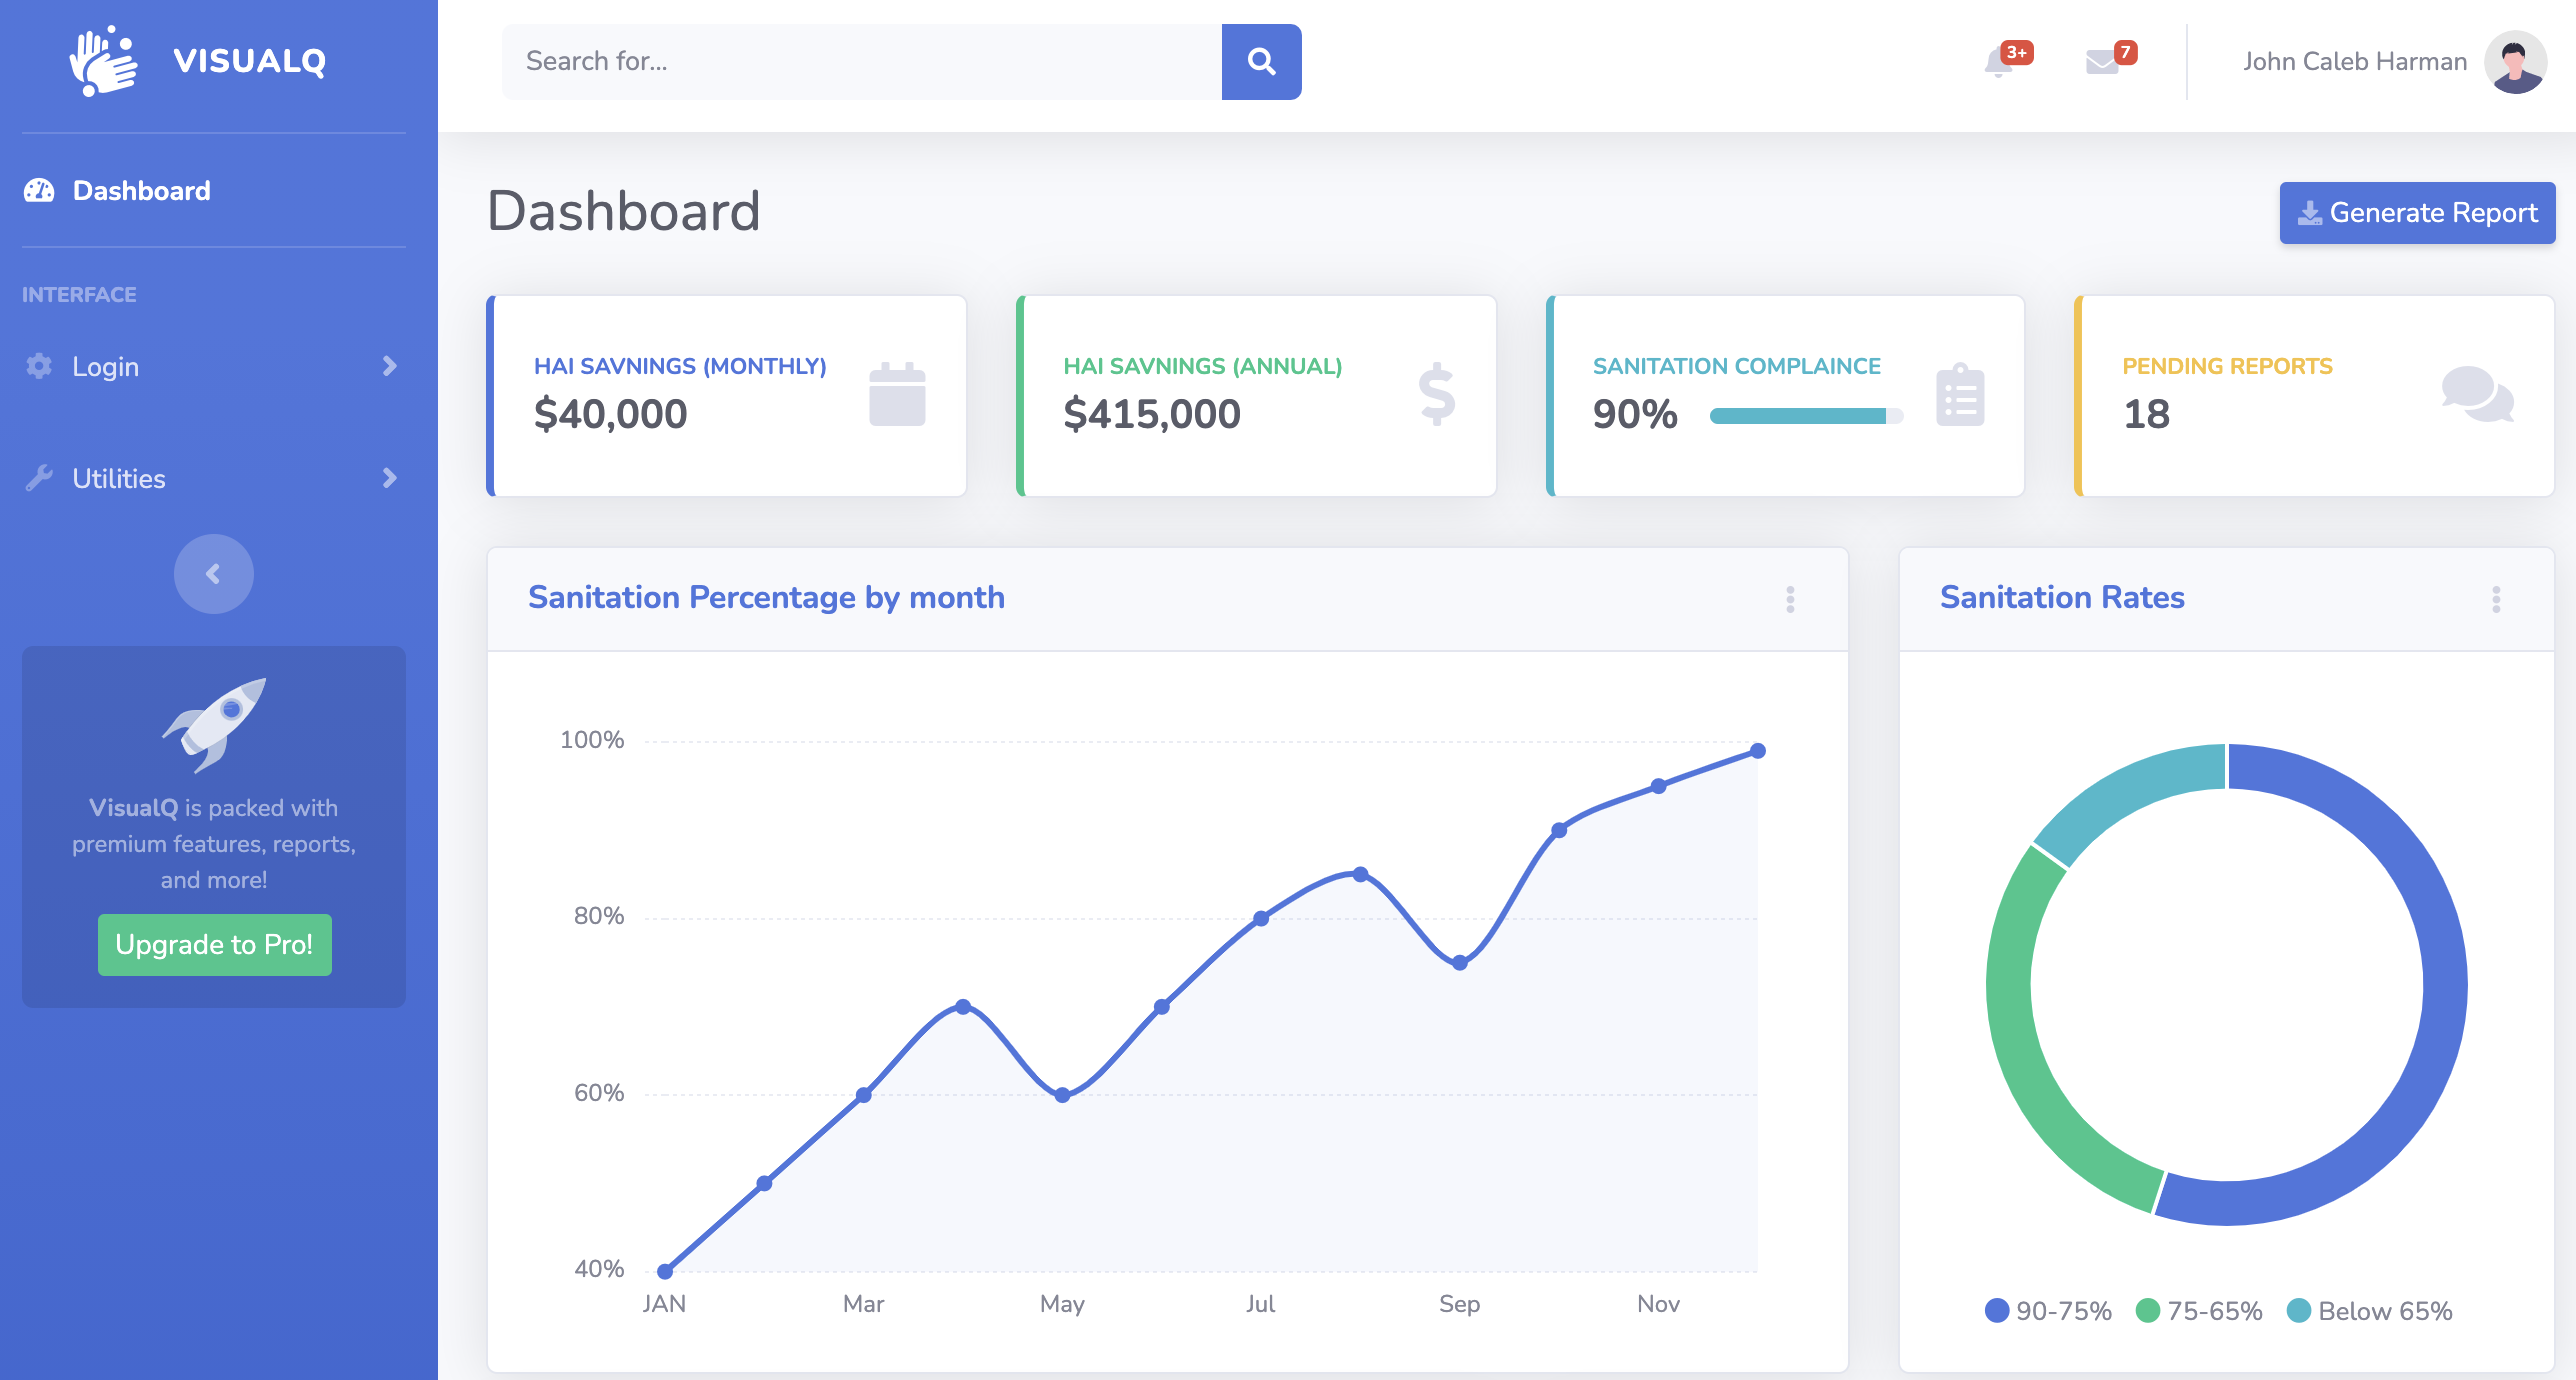 VISUALQ
Search for...
3+
7
John Caleb Harman
Dashboard
INTERFACE
Login
Utilities
VisualQ is packed with
premium features, reports,
and more!
Upgrade to Pro!
Dashboard
Generate Report
HAI SAVNINGS (MONTHLY)
$40,000
HAI SAVNINGS (ANNUAL)
$415,000
SANITATION COMPLAINCE
90%
PENDING REPORTS
18
Sanitation Percentage by month
100%
80%
60%
40%
JAN Mar May Jul Sep Nov
Sanitation Rates
90-75% 75-65% Below 65%